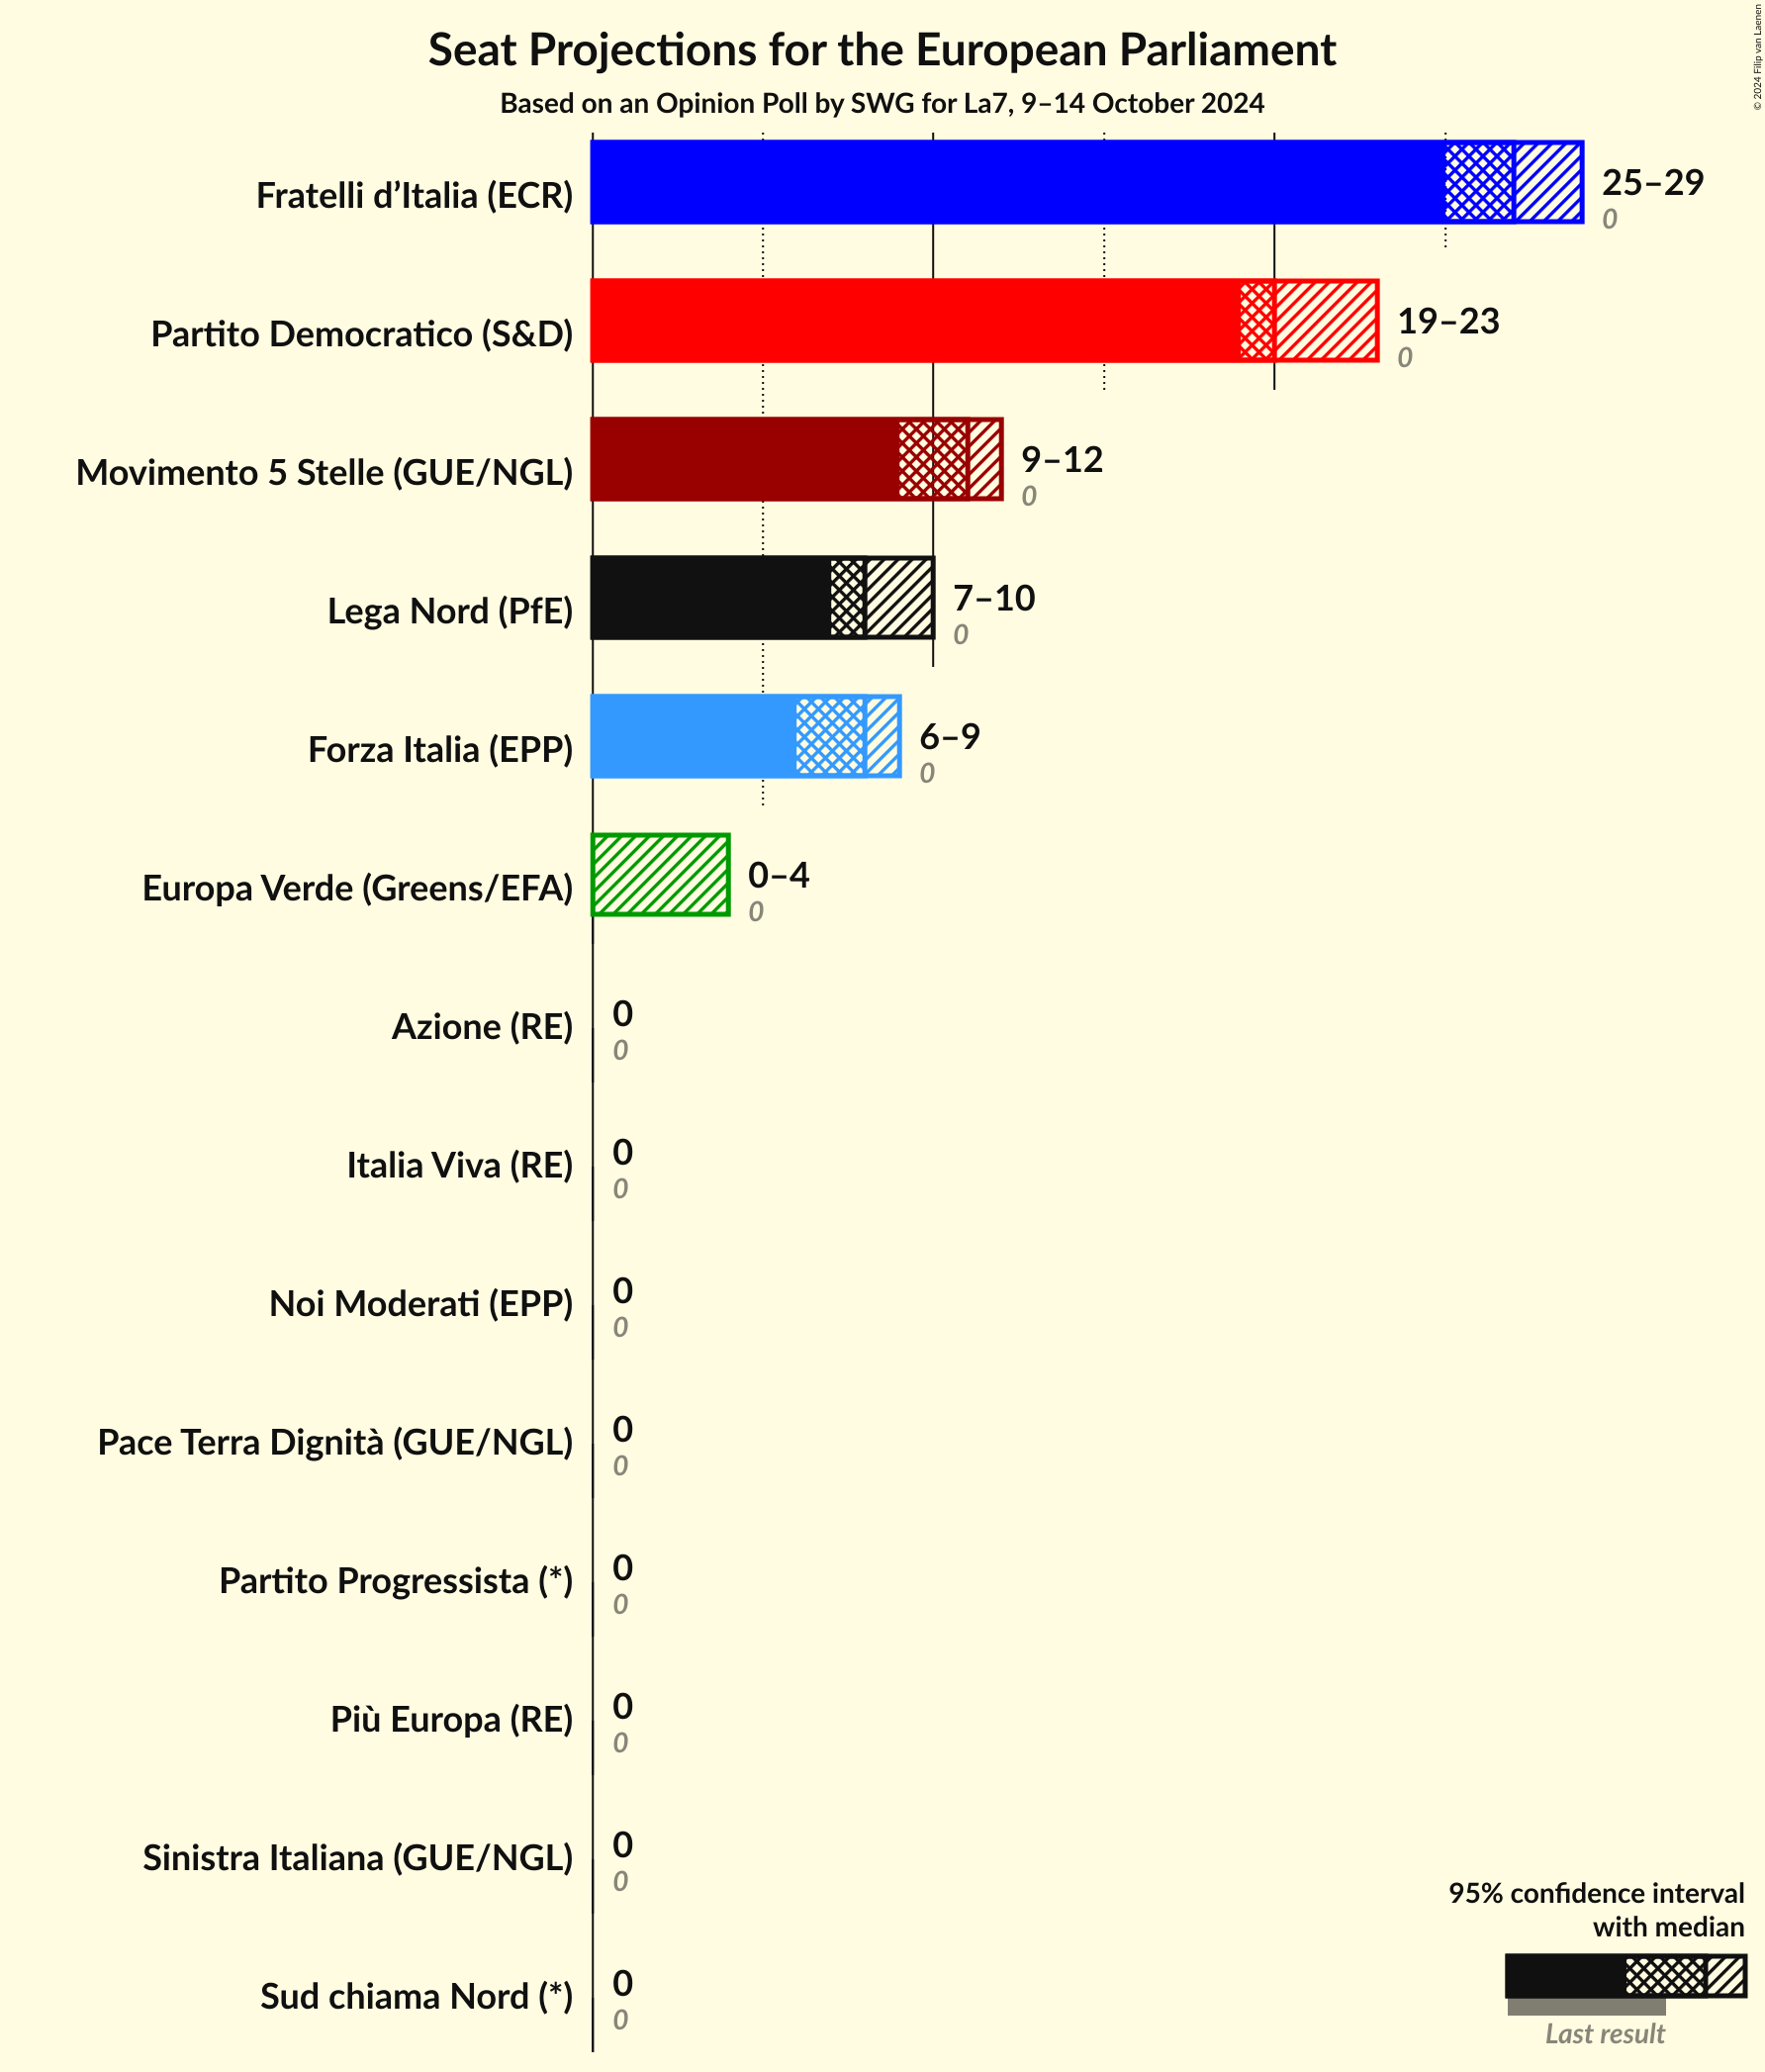 Seat Projections for the European Parliament
Based on an Opinion Poll by SWG for La7, 9–14 October 2024
© 2024 Filip van Laenen
Fratelli d’Italia (ECR)
25–29
0
Partito Democratico (S&D)
19–23
0
Movimento 5 Stelle (GUE/NGL)
9–12
0
Lega Nord (PfE)
7–10
0
Forza Italia (EPP)
6–9
0
Europa Verde (Greens/EFA)
0–4
0
Azione (RE)
0
0
Italia Viva (RE)
0
0
Noi Moderati (EPP)
0
0
Pace Terra Dignità (GUE/NGL)
0
0
Partito Progressista (*)
0
0
Più Europa (RE)
0
0
Sinistra Italiana (GUE/NGL)
0
0
Sud chiama Nord (*)
0
0
95% confidence interval
with median
Last result